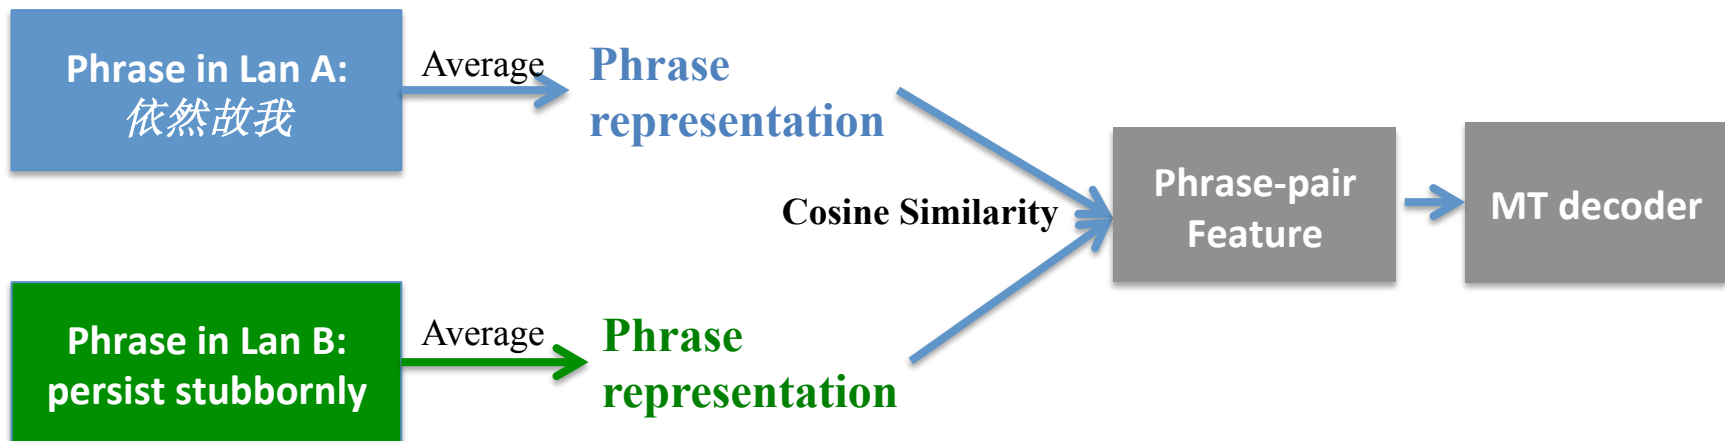 Phrase in Lan A:
依然故我
Average
Phrase
representation
Cosine Similarity
Phrase-pair
Feature
MT decoder
Phrase in Lan B:
persist stubbornly
Average
Phrase
representation